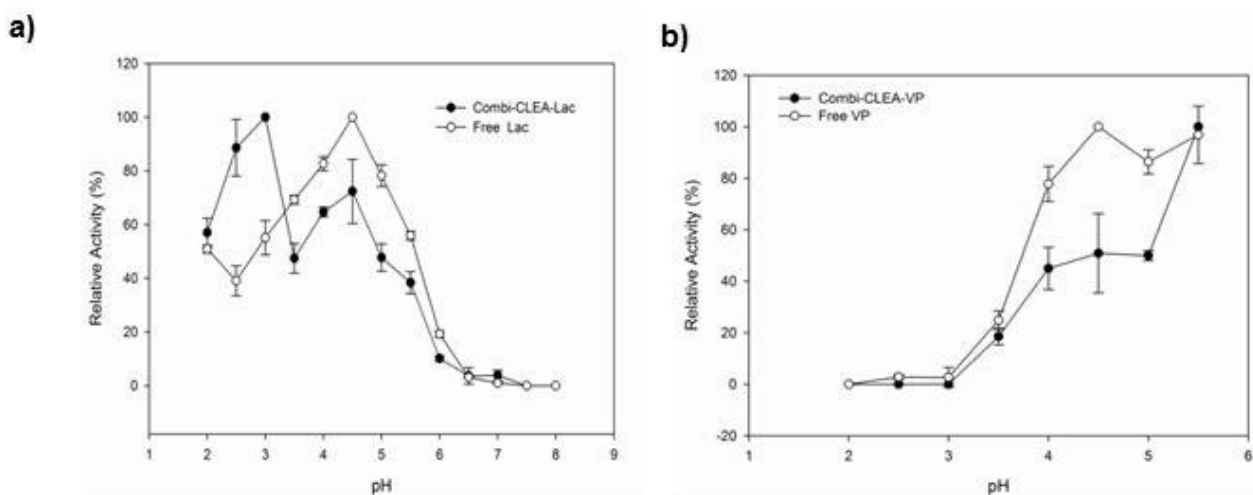 a)
120
100
80
60
40
20
0
Relative Activity (%)
Combi-CLEA-Lac
Free Lac
1 2 3 4 5 6 7 8 9
pH
b)
120
100
80
60
40
20
0
-20
Relative Activity (%)
Combi-CLEA-VP
Free VP
1 2 3 4 5 6
pH